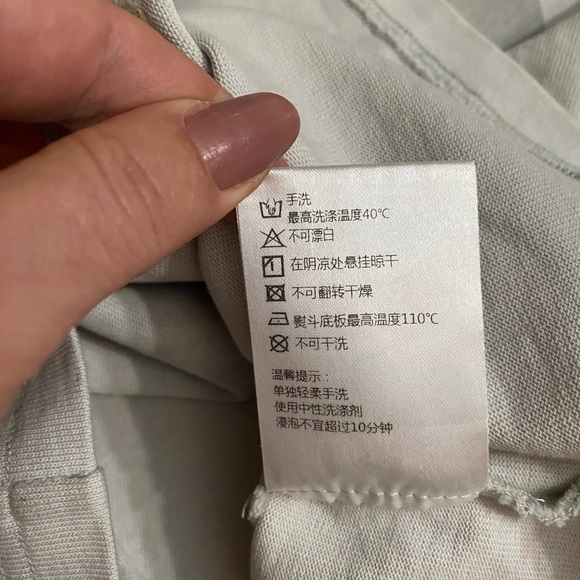 手洗
最高洗涤温度40℃
不可漂白
在阴凉处悬挂晾干
不可翻转干燥
熨斗底板最高温度110℃
不可干洗
温馨提示：
单独轻柔手洗
使用中性洗涤剂
浸泡不宜超过10分钟